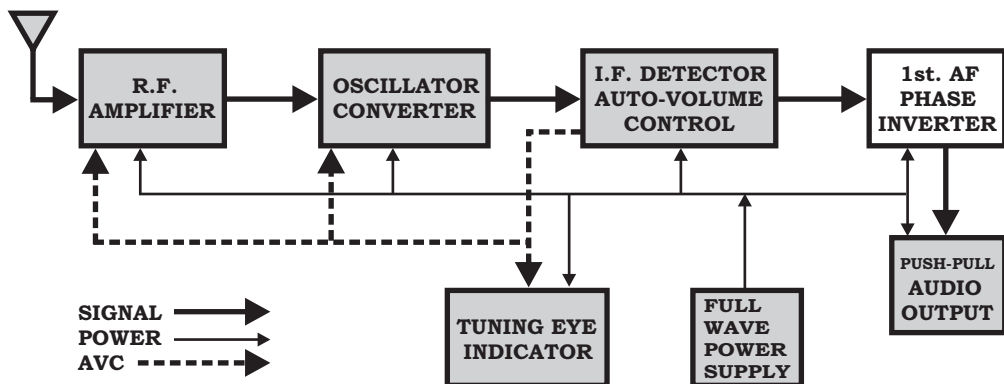 R.F.
AMPLIFIER
OSCILLATOR
CONVERTER
I.F. DETECTOR
AUTO-VOLUME
CONTROL
1st. AF
PHASE
INVERTER
PUSH-PULL
AUDIO
OUTPUT
SIGNAL
POWER
AVC
TUNING EYE
INDICATOR
FULL
WAVE
POWER
SUPPLY